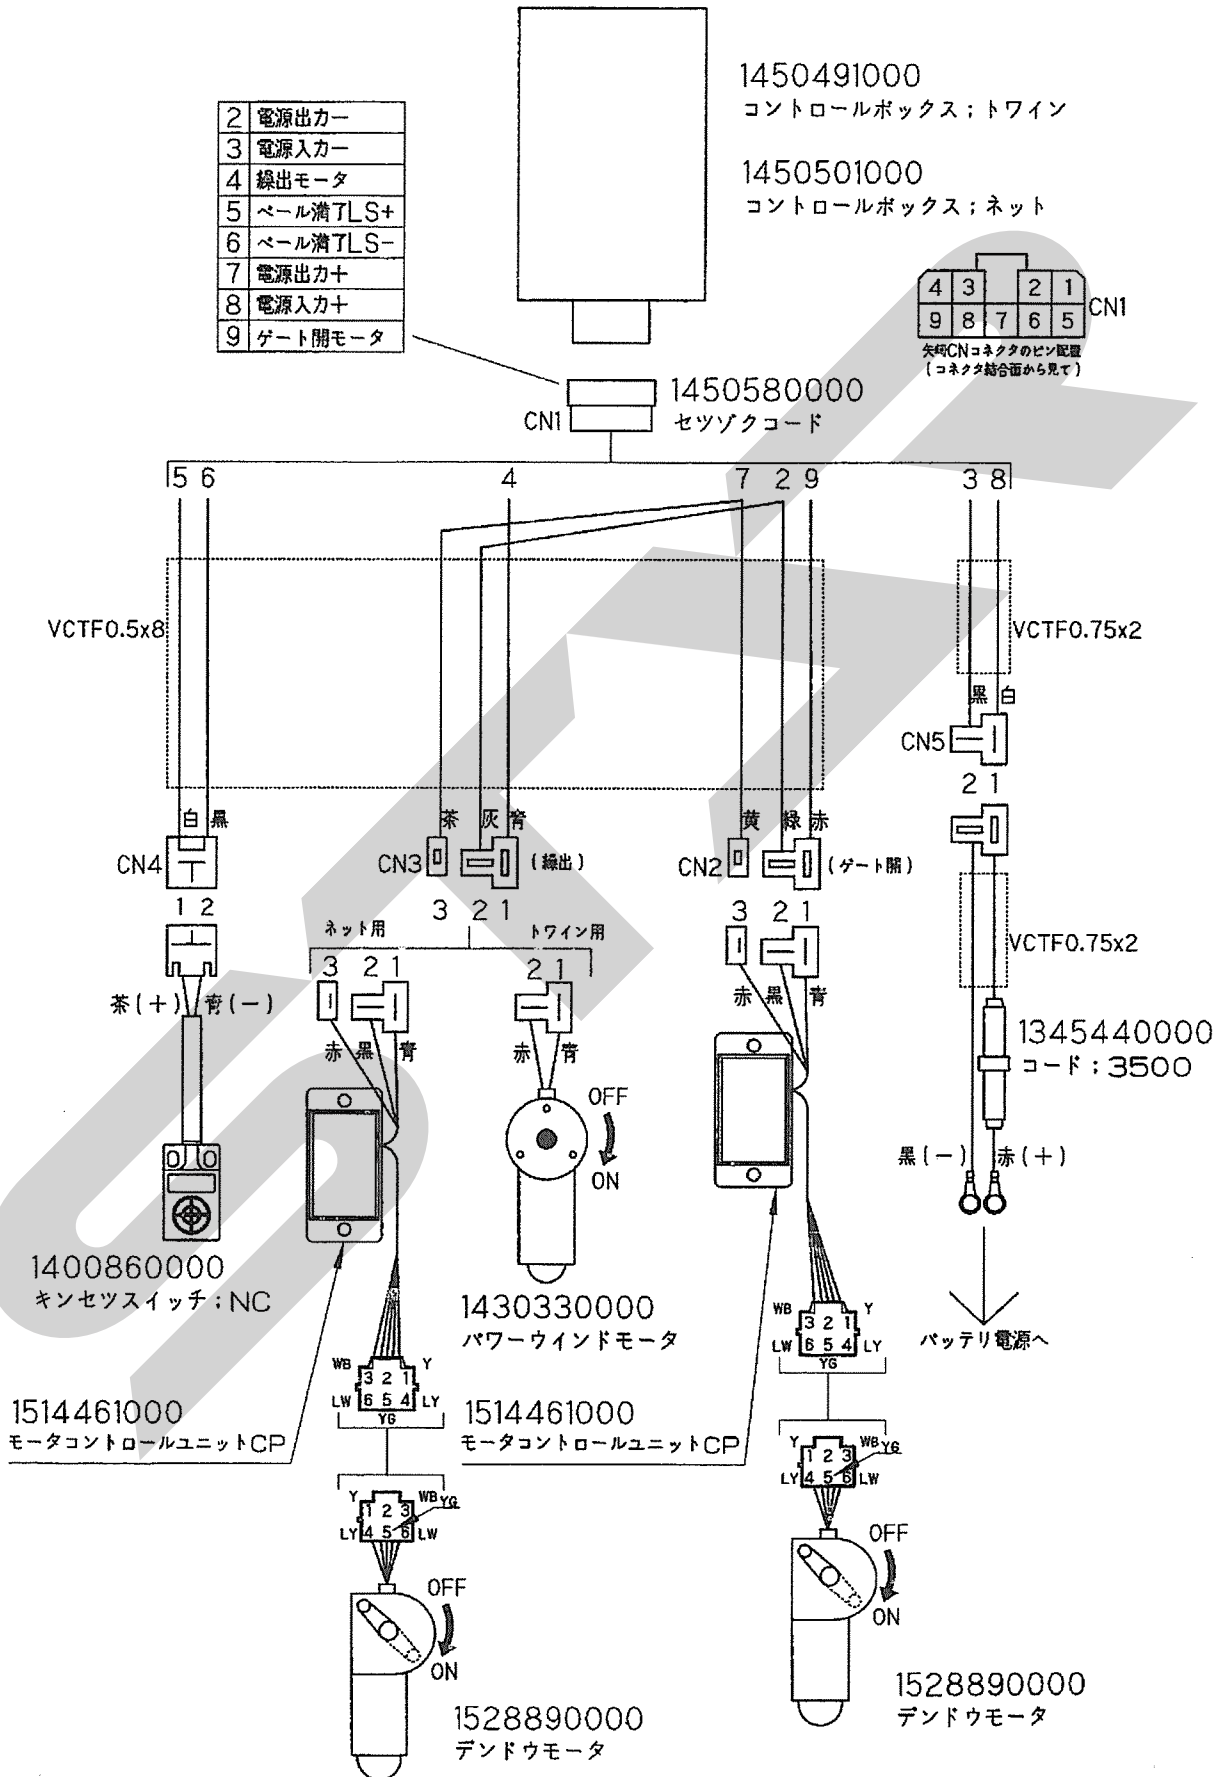 1450491000
コントロールボックス；トワイン
1450501000
コントロールボックス；ネット
2 電源出力ー
3 電源入力ー
4 繰出モータ
5 ベール満了LS+
6 ベール満了LS-
7 電源出力＋
8 電源入力＋
9 ゲート開モータ
4 3 2 1
9 8 7 6 5
CN1
矢崎CNコネクタのピン配置
(コネクタ結合面から見て)
CN1
1450580000
セツゾクコード
5 6 4 7 2 9 3 8
VCTF0.5x8
VCTF0.75x2
黒 白
CN5
2 1
白 黒
茶 灰 青
黄 緑 赤
CN4
CN3
(繰出)
CN2
(ゲート開)
1 2
3 2 1
3 2 1
ネット用
トワイン用
3 2 1
2 1
VCTF0.75x2
茶(+) 青(-)
赤 黒 青
赤 青
赤 黒 青
1345440000
コード；3500
OFF
ON
黒(-) 赤(+)
1400860000
キンセツスイッチ；NC
1430330000
パワーウインドモータ
バッテリ電源へ
WB Y
3 2 1
LW 6 5 4 LY
YG
WB Y
3 2 1
LW 6 5 4 LY
YG
1514461000
モータコントロールユニットCP
1514461000
モータコントロールユニットCP
Y WB YG
1 2 3
LY 4 5 6 LW
Y WB YG
1 2 3
LY 4 5 6 LW
OFF
ON
OFF
ON
1528890000
デンドウモータ
1528890000
デンドウモータ
STAR